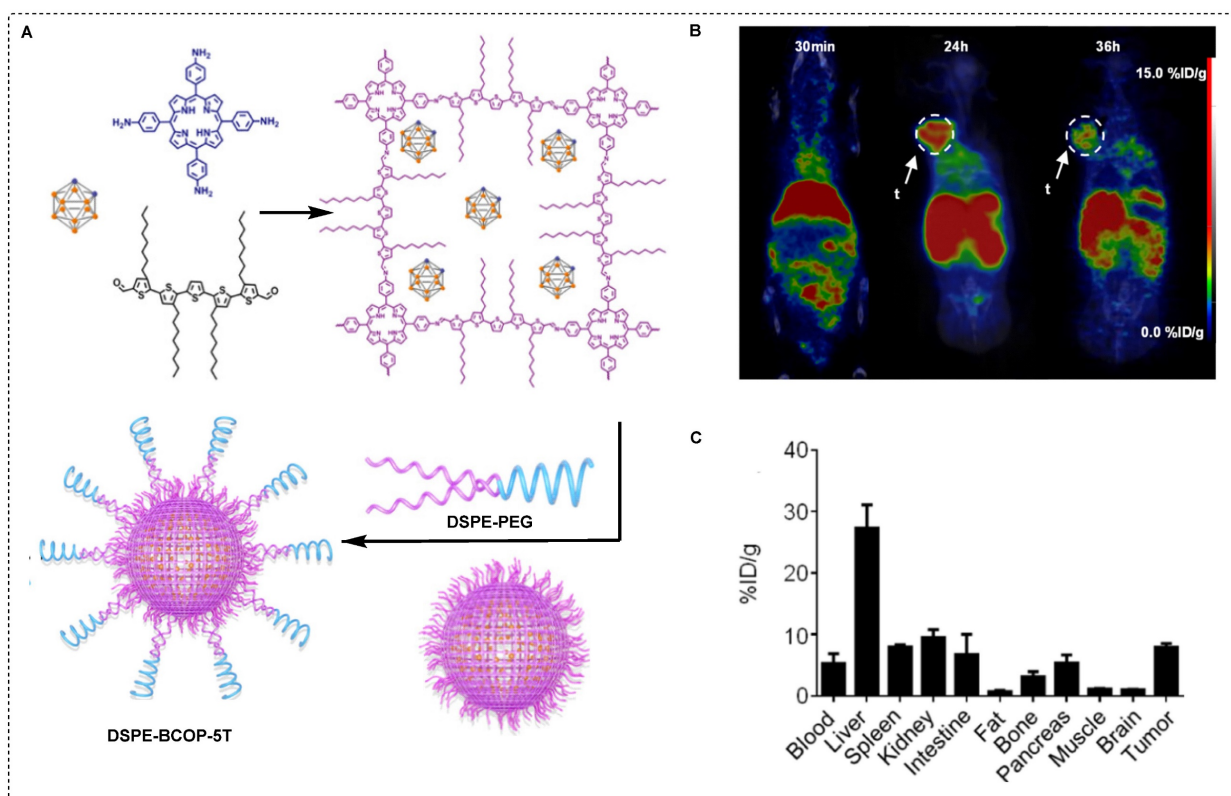 A
NH₂
H₂N
NH₂
NH₂
NH
N
N
HN
O
S
S
S
S
S
O
DSPE-PEG
DSPE-BCOP-5T
B
30min
24h
36h
15.0 %ID/g
t
t
0.0 %ID/g
C
%ID/g
40
30
20
10
0
Blood
Liver
Spleen
Kidney
Intestine
Fat
Bone
Pancreas
Muscle
Brain
Tumor